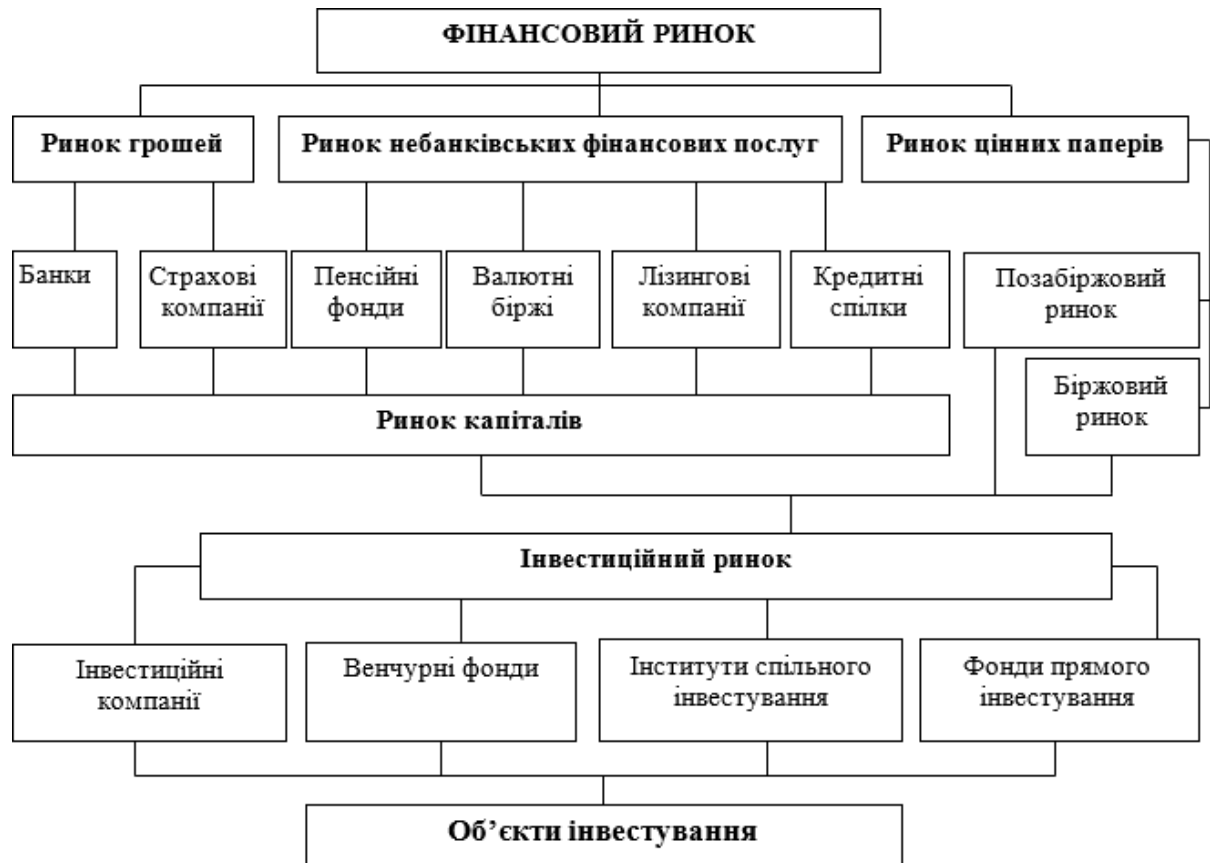 ФІНАНСОВИЙ РИНОК
Ринок грошей
Ринок небанківських фінансових послуг
Ринок цінних паперів
Банки
Страхові
компанії
Пенсійні
фонди
Валютні
біржі
Лізингові
компанії
Кредитні
спілки
Позабіржовий
ринок
Біржовий
ринок
Ринок капіталів
Інвестиційний ринок
Інвестиційні
компанії
Венчурні фонди
Інститути спільного
інвестування
Фонди прямого
інвестування
Об’єкти інвестування